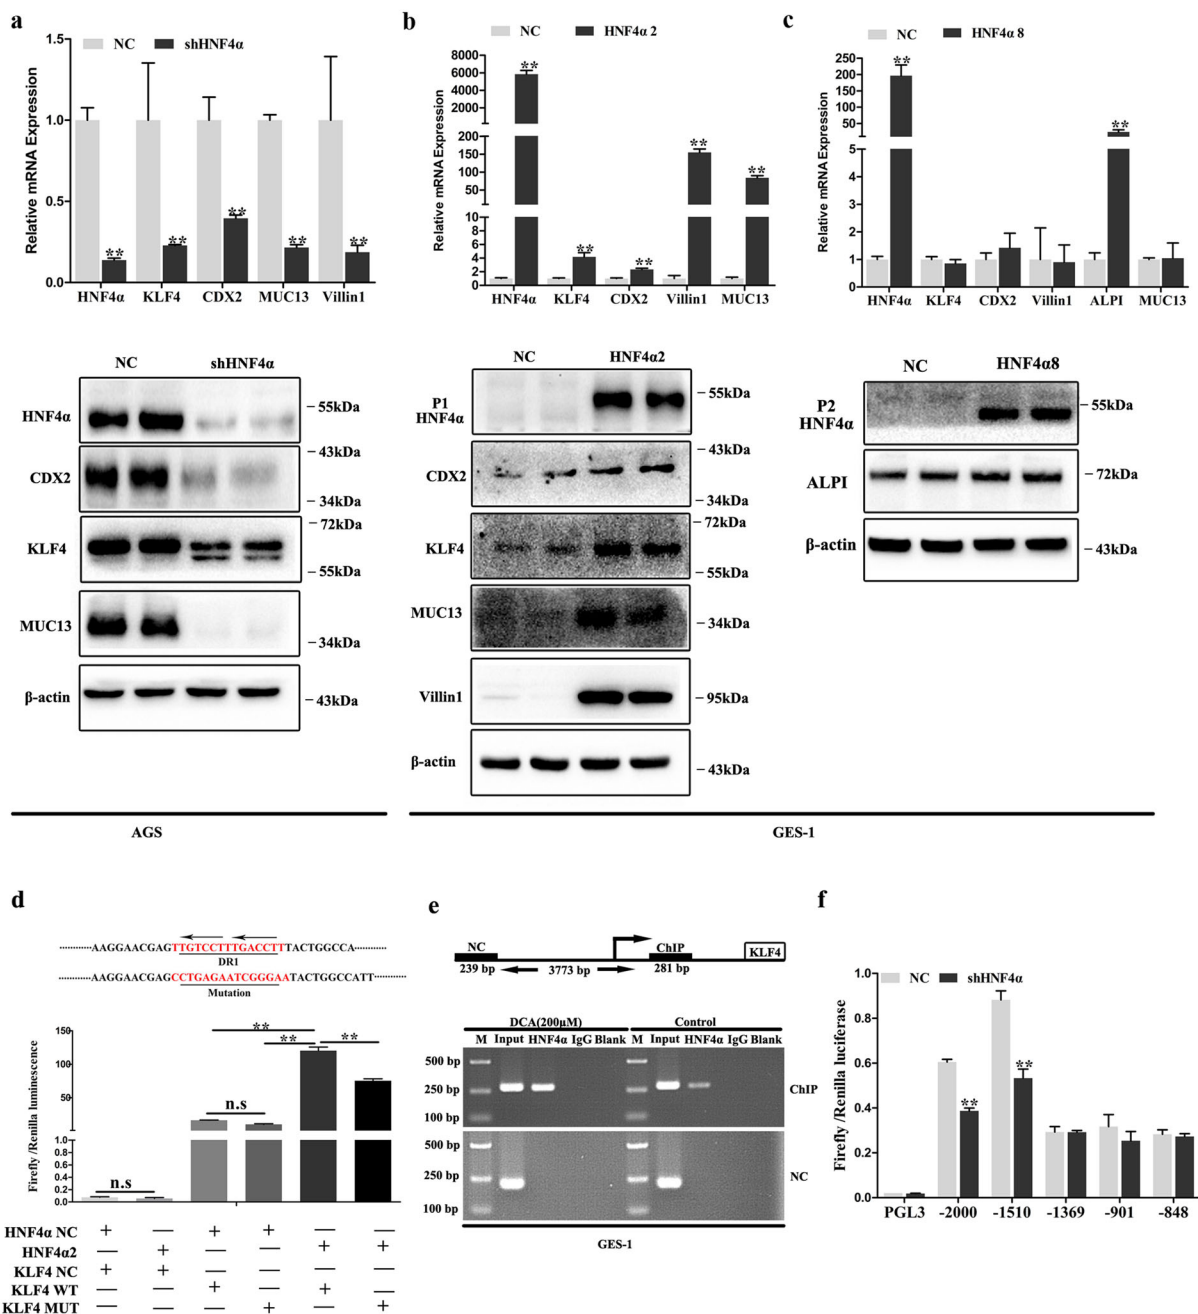 a
NC shHNF4α
Relative mRNA Expression
1.5
1.0
0.5
0.0
** ** ** ** **
HNF4α KLF4 CDX2 MUC13 Villin1
NC shHNF4α
HNF4α
55kDa
43kDa
CDX2
34kDa
72kDa
KLF4
55kDa
MUC13
34kDa
β-actin
43kDa
AGS
b
NC HNF4α 2
Relative mRNA Expression
8000
6000
4000
2000
0
200
150
100
50
10
8
6
4
2
0
** ** ** ** **
HNF4α KLF4 CDX2 Villin1 MUC13
NC HNF4α2
P1
HNF4α
55kDa
43kDa
CDX2
34kDa
72kDa
KLF4
55kDa
MUC13
34kDa
Villin1
95kDa
β-actin
43kDa
c
NC HNF4α 8
Relative mRNA Expression
250
200
150
100
50
6
5
4
3
2
1
0
** **
HNF4α KLF4 CDX2 Villin1 ALPI MUC13
NC HNF4α8
P2
HNF4α
55kDa
ALPI
72kDa
β-actin
43kDa
GES-1
d
············AAGGAACGAGTTGTCCTTTGACCTTTACTGGCCA············
DR1
············AAGGAACGAGCCTGAGAATCGGGAATACTGGCCATT············
Mutation
Firefly /Renilla luminescence
150
100
50
1.0
0.8
0.6
0.4
0.2
0.0
n.s n.s ** ** **
HNF4α NC + — + + — —
HNF4α2 — + — — + +
KLF4 NC + + — — — —
KLF4 WT — — + — + —
KLF4 MUT — — — + — +
e
NC ChIP KLF4
239 bp 3773 bp 281 bp
DCA(200μM) Control
M Input HNF4α IgG Blank M Input HNF4α IgG Blank
500 bp
250 bp
100 bp
ChIP
500 bp
250 bp
100 bp
NC
GES-1
f
NC shHNF4α
Firefly /Renilla luciferase
1.0
0.8
0.6
0.4
0.2
0.0
** **
PGL3 -2000 -1510 -1369 -901 -848